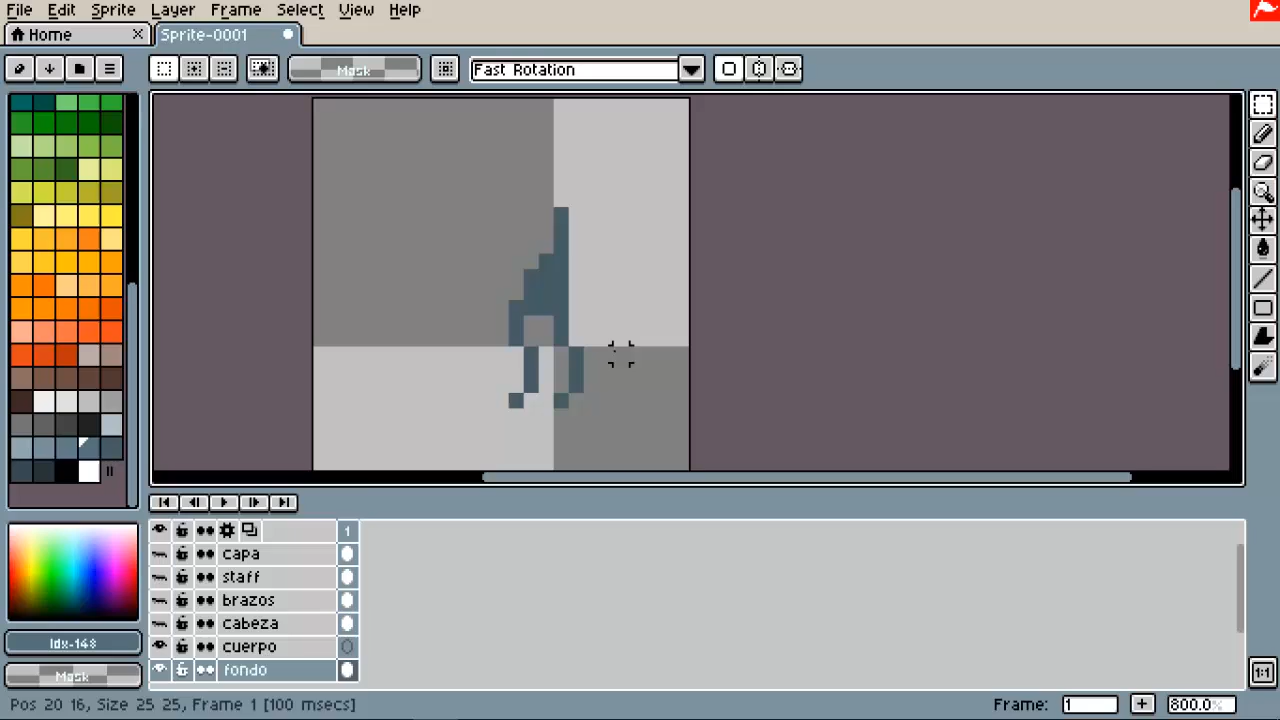 File Edit Sprite Layer Frame Select View Help
Home Sprite-0001
Mask Fast Rotation
1
capa
staff
brazos
cabeza
cuerpo
Idx-148
fondo
Mask
Pos 20 16, Size 25 25, Frame 1 [100 msecs] Frame: 1 + 800.0%
1:1